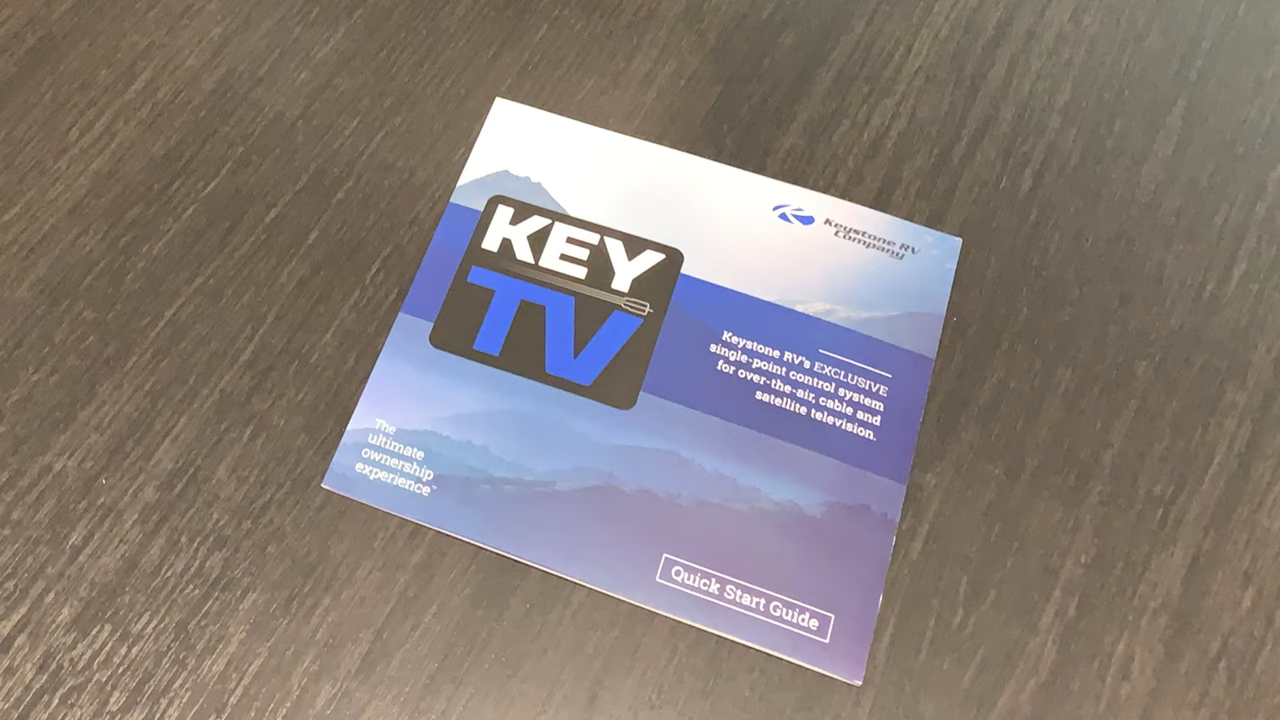 Keystone RV
Company
KEY
TV
Keystone RV's EXCLUSIVE
single-point control system
for over-the-air, cable and
satellite television.
The
ultimate
ownership
experience™
Quick Start Guide